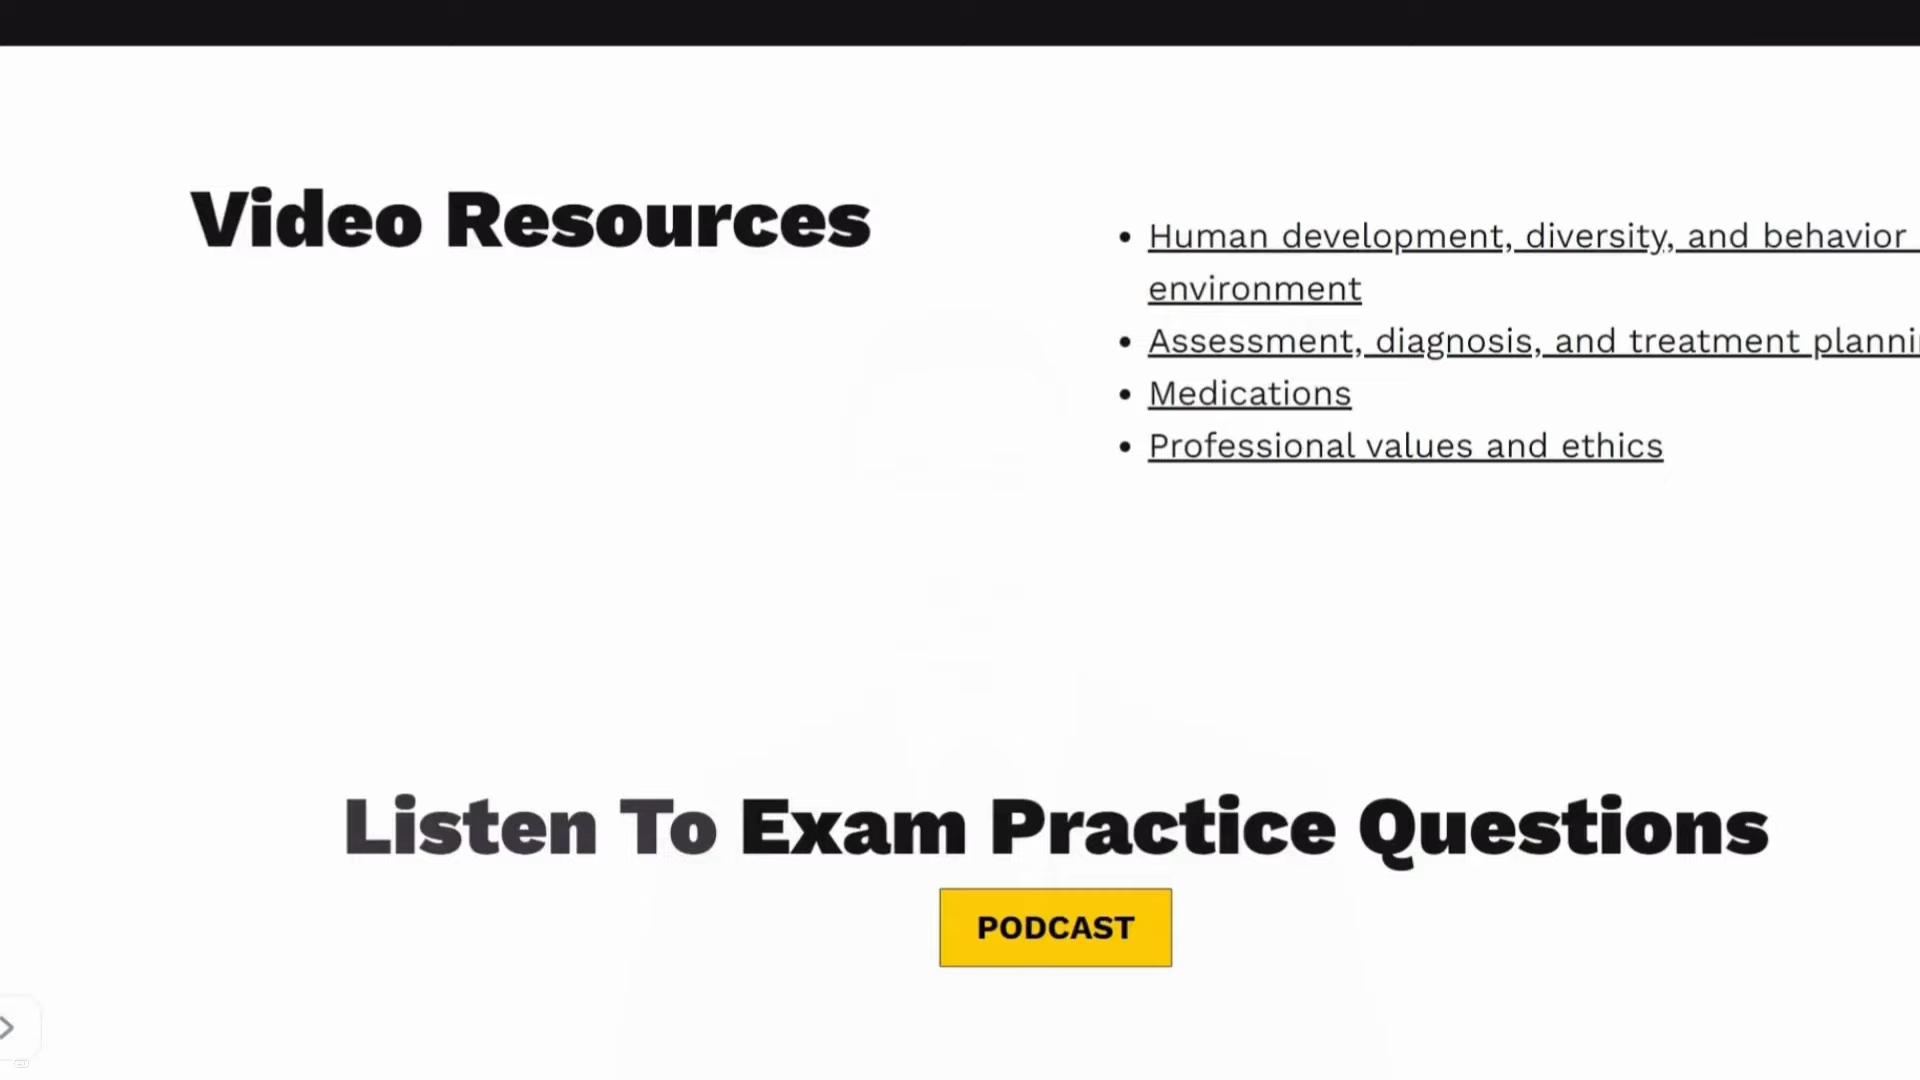 Video Resources
Human development, diversity, and behavior
environment
Assessment, diagnosis, and treatment planni
Medications
Professional values and ethics
Listen To Exam Practice Questions
PODCAST